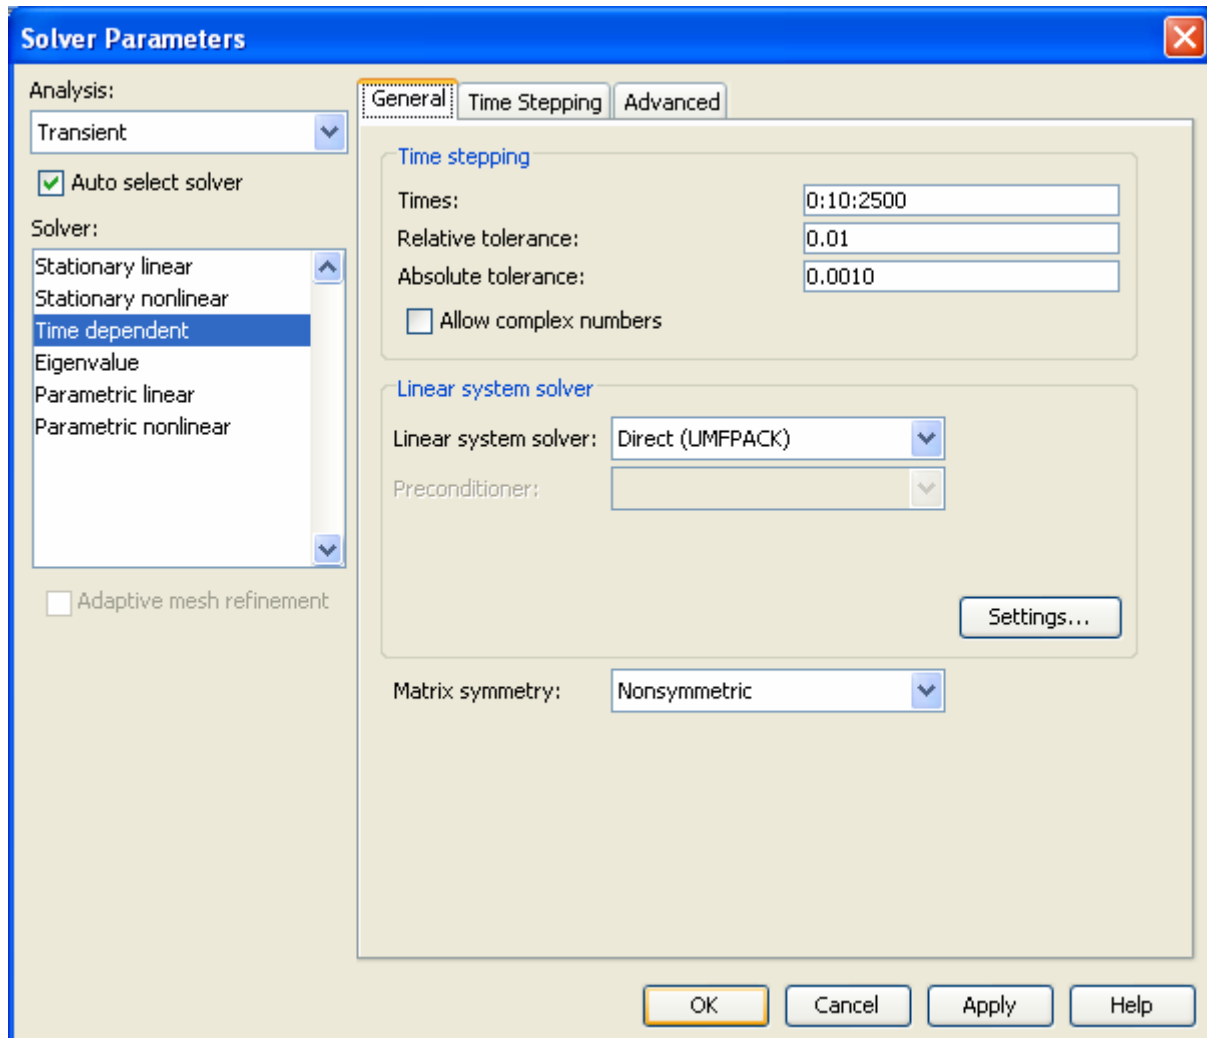 Solver Parameters
Analysis:
Transient
Auto select solver
Solver:
Stationary linear
Stationary nonlinear
Time dependent
Eigenvalue
Parametric linear
Parametric nonlinear
Adaptive mesh refinement
General Time Stepping Advanced
Time stepping
Times: 0:10:2500
Relative tolerance: 0.01
Absolute tolerance: 0.0010
Allow complex numbers
Linear system solver
Linear system solver: Direct (UMFPACK)
Preconditioner:
Settings...
Matrix symmetry: Nonsymmetric
OK Cancel Apply Help